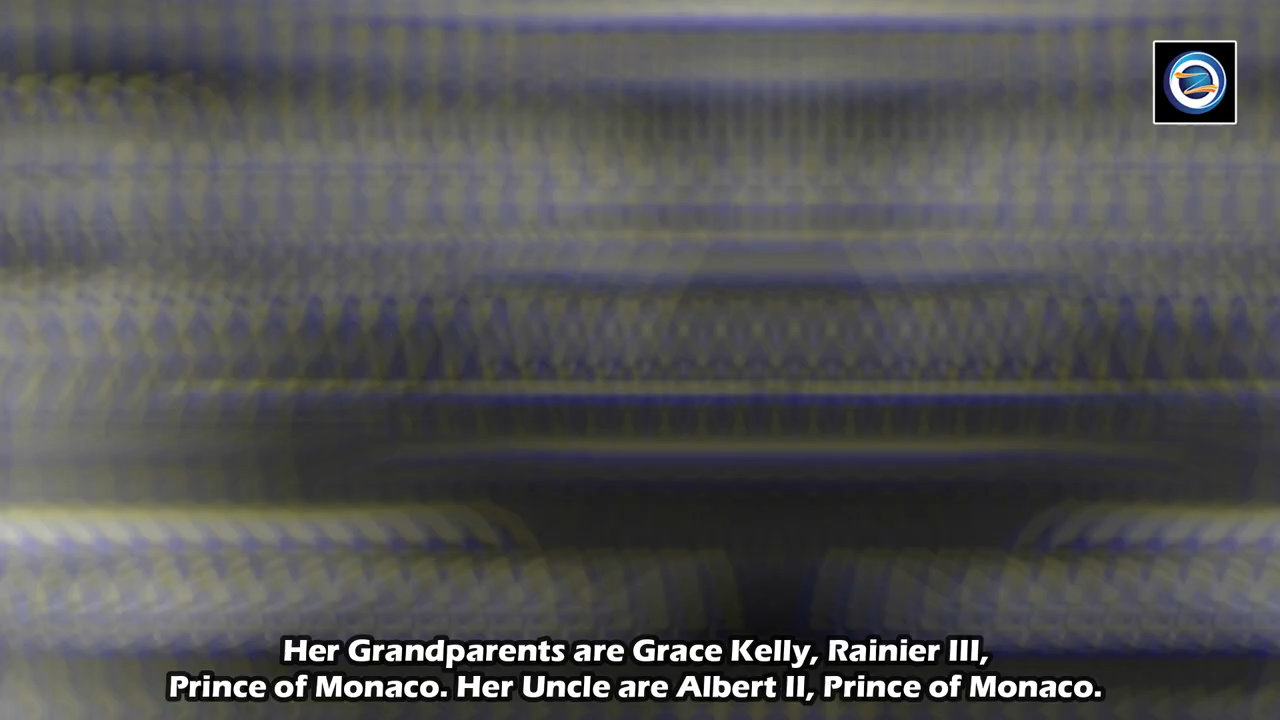 Her Grandparents are Grace Kelly, Rainier III,
Prince of Monaco. Her Uncle are Albert II, Prince of Monaco.